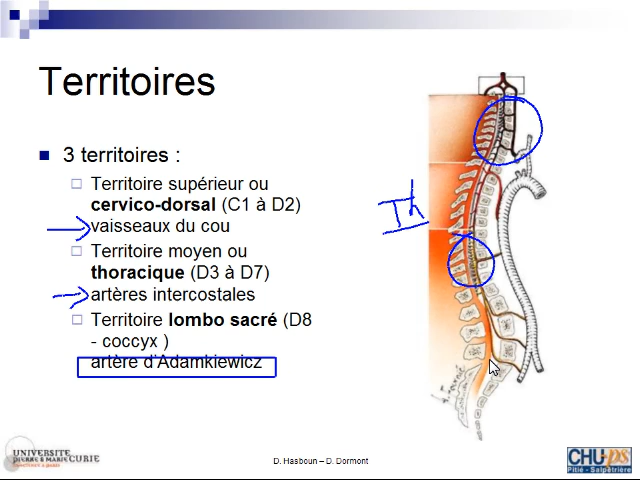 Territoires
3 territoires :
Territoire supérieur ou
cervico-dorsal (C1 à D2)
vaisseaux du cou
Territoire moyen ou
thoracique (D3 à D7)
artères intercostales
Territoire lombo sacré (D8
- coccyx )
artère d'Adamkiewicz
Th
UNIVERSITE
PIERRE & MARIE CURIE
D. Hasboun – D. Dormont
CHU-ps
Pitié - Salpêtrière